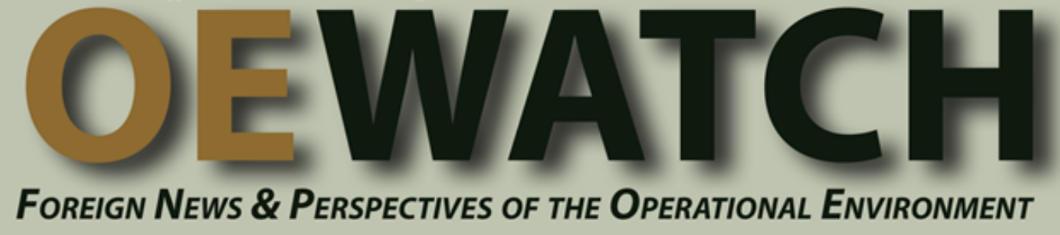 OEWATCH
FOREIGN NEWS & PERSPECTIVES OF THE OPERATIONAL ENVIRONMENT